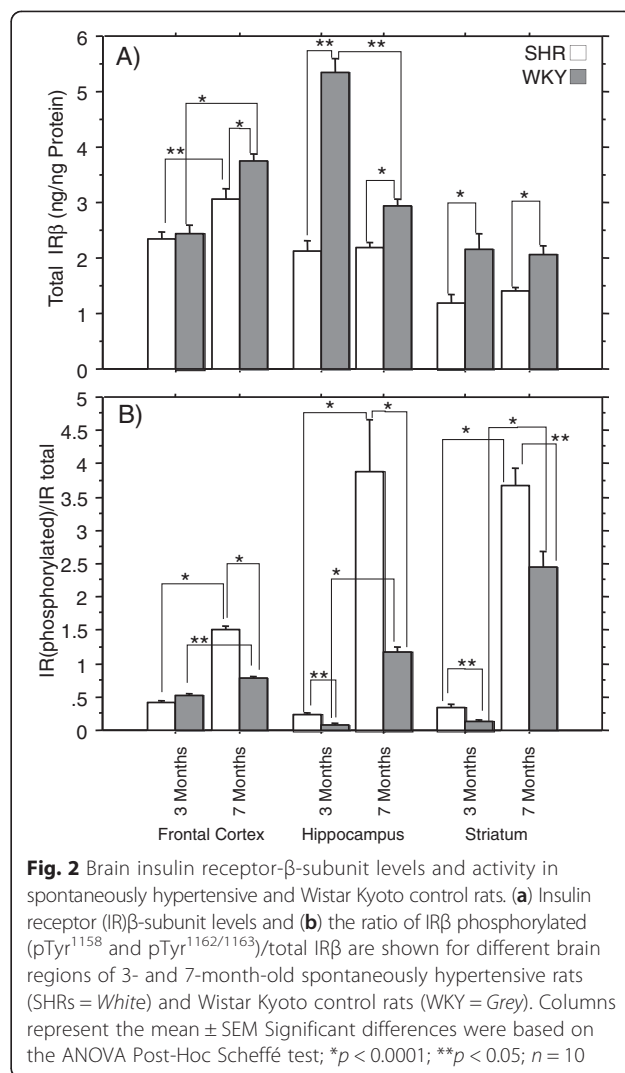 A)
SHR
WKY
6
5
4
3
2
1
0
Total IRβ (ng/ng Protein)
** ** * * ** * * * *
B)
5
4.5
4
3.5
3
2.5
2
1.5
1
.5
0
IR(phosphorylated)/IR total
* * * * ** * * * ** ** **
3 Months 7 Months 3 Months 7 Months 3 Months 7 Months
Frontal Cortex Hippocampus Striatum
Fig. 2 Brain insulin receptor-β-subunit levels and activity in
spontaneously hypertensive and Wistar Kyoto control rats. (a) Insulin
receptor (IR)β-subunit levels and (b) the ratio of IRβ phosphorylated
(pTyr1158 and pTyr1162/1163)/total IRβ are shown for different brain
regions of 3- and 7-month-old spontaneously hypertensive rats
(SHRs = White) and Wistar Kyoto control rats (WKY = Grey). Columns
represent the mean ± SEM Significant differences were based on
the ANOVA Post-Hoc Scheffé test; *p < 0.0001; **p < 0.05; n = 10